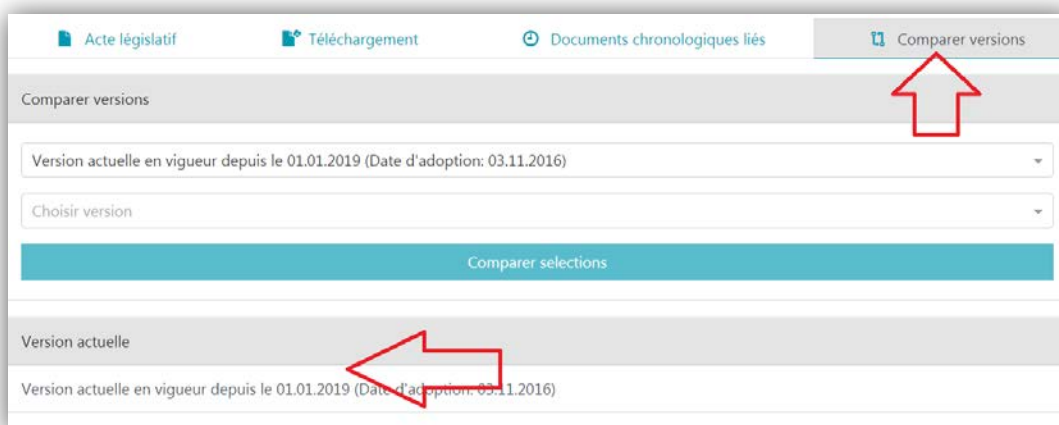 Acte législatif
Téléchargement
Documents chronologiques liés
Comparer versions
Comparer versions
Version actuelle en vigueur depuis le 01.01.2019 (Date d'adoption: 03.11.2016)
Choisir version
Comparer selections
Version actuelle
Version actuelle en vigueur depuis le 01.01.2019 (Date d'adoption: 03.11.2016)